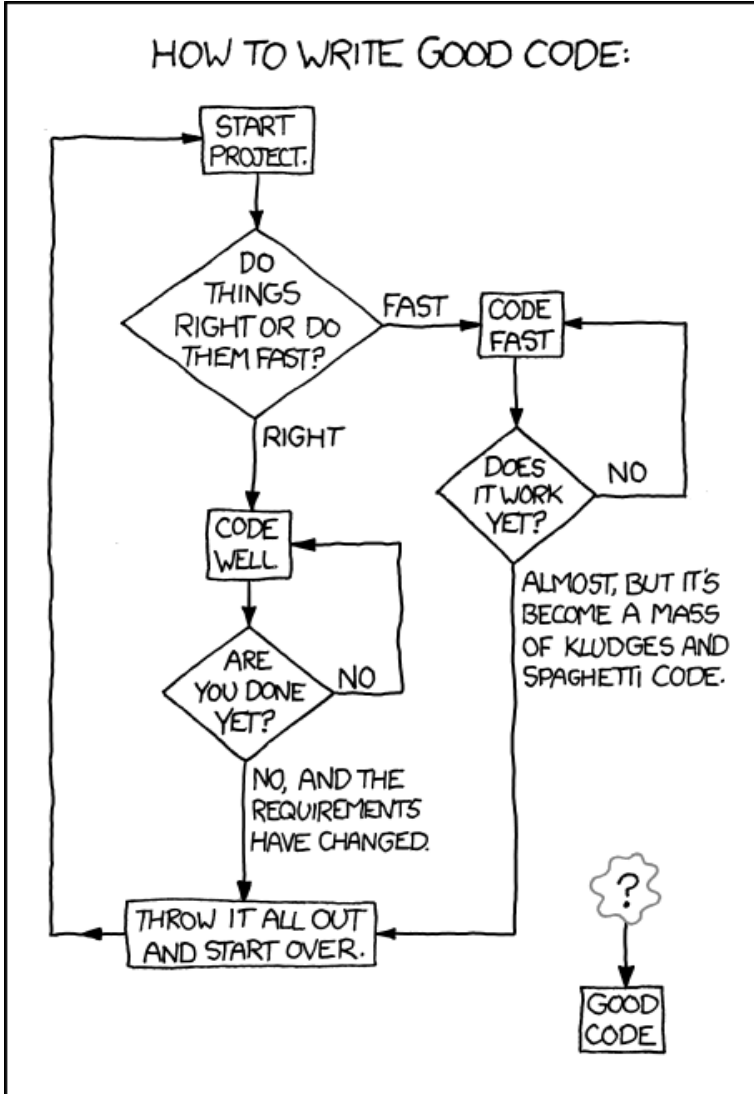 HOW TO WRITE GOOD CODE:
START
PROJECT.
DO
THINGS
RIGHT OR DO
THEM FAST?
FAST
CODE
FAST
RIGHT
DOES
IT WORK
YET?
NO
CODE
WELL.
ALMOST, BUT IT'S
BECOME A MASS
OF KLUDGES AND
SPAGHETTI CODE.
ARE
YOU DONE
YET?
NO
NO, AND THE
REQUIREMENTS
HAVE CHANGED.
THROW IT ALL OUT
AND START OVER.
?
GOOD
CODE